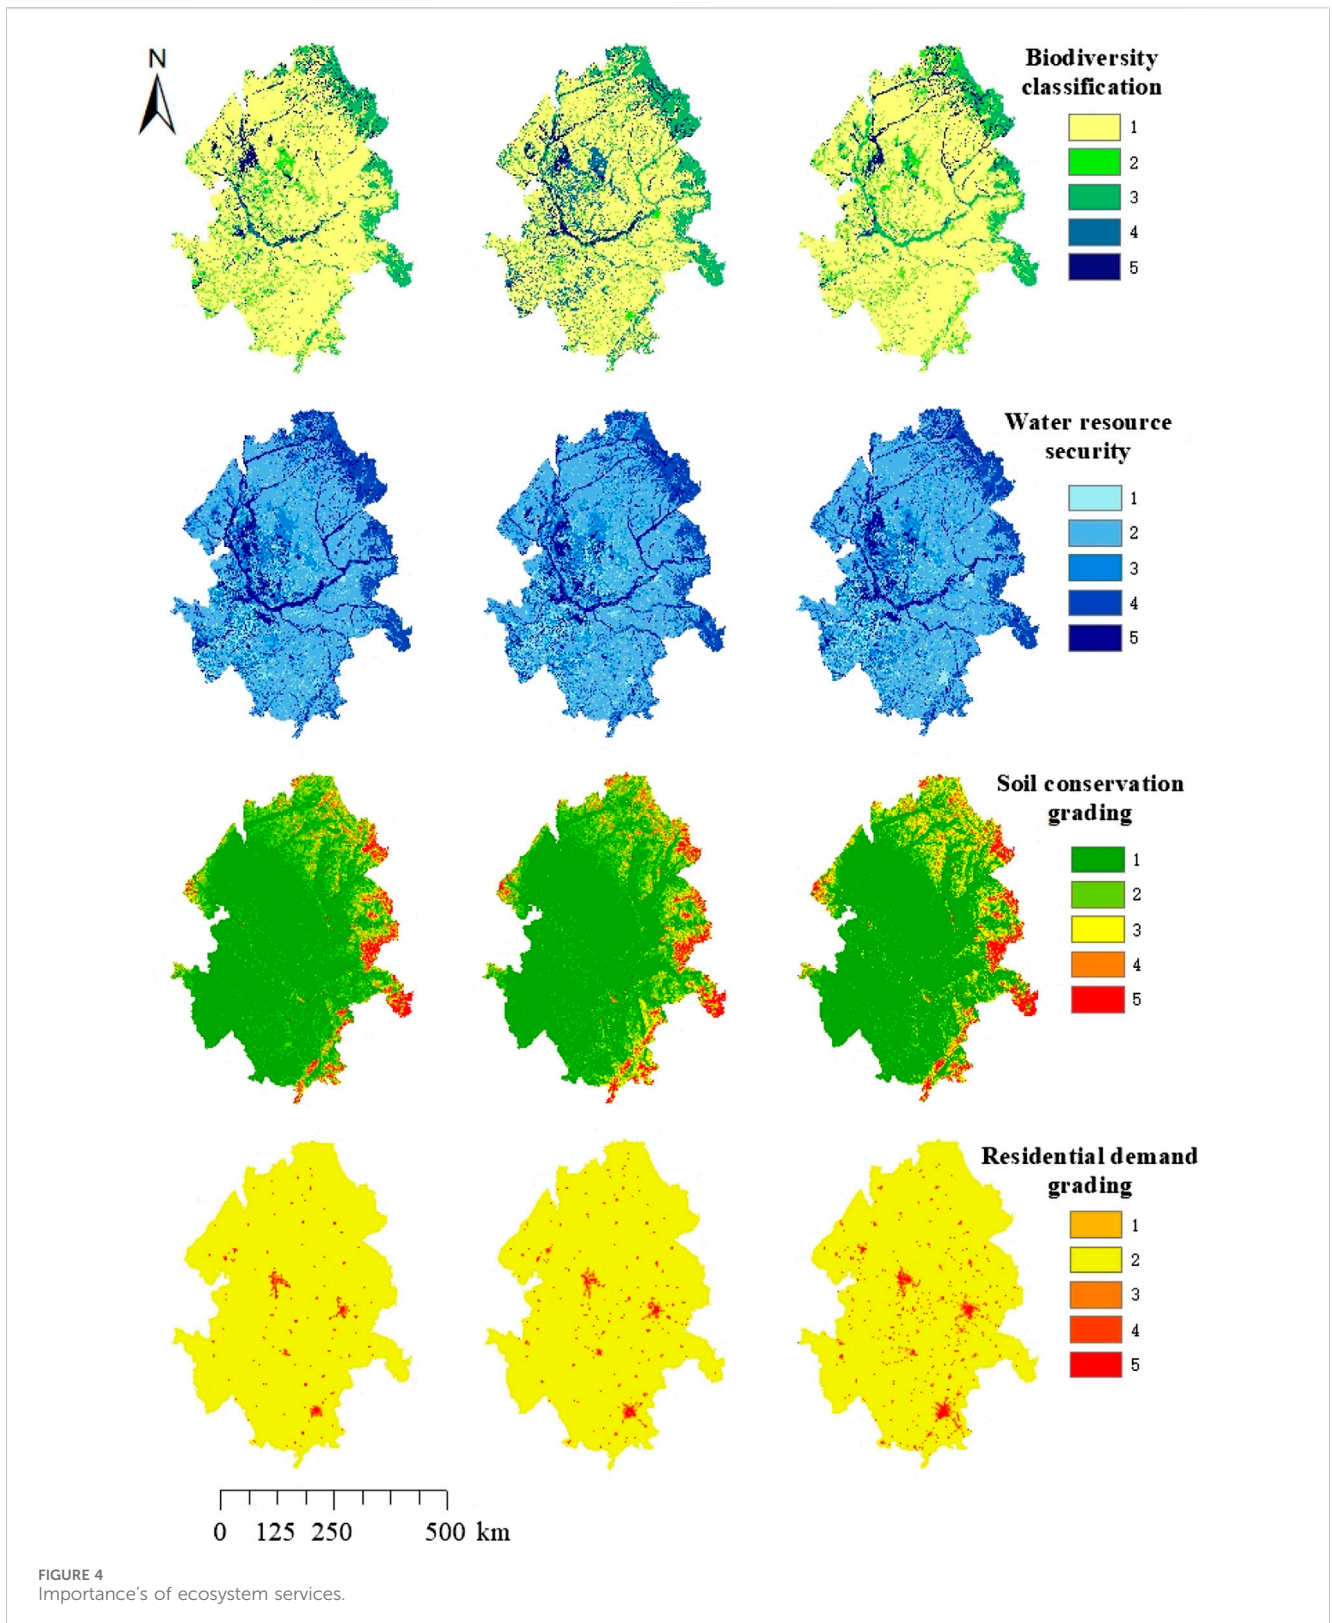 N
Biodiversity
classification
1
2
3
4
5
Water resource
security
1
2
3
4
5
Soil conservation
grading
1
2
3
4
5
Residential demand
grading
1
2
3
4
5
0 125 250 500 km
FIGURE 4
Importance's of ecosystem services.